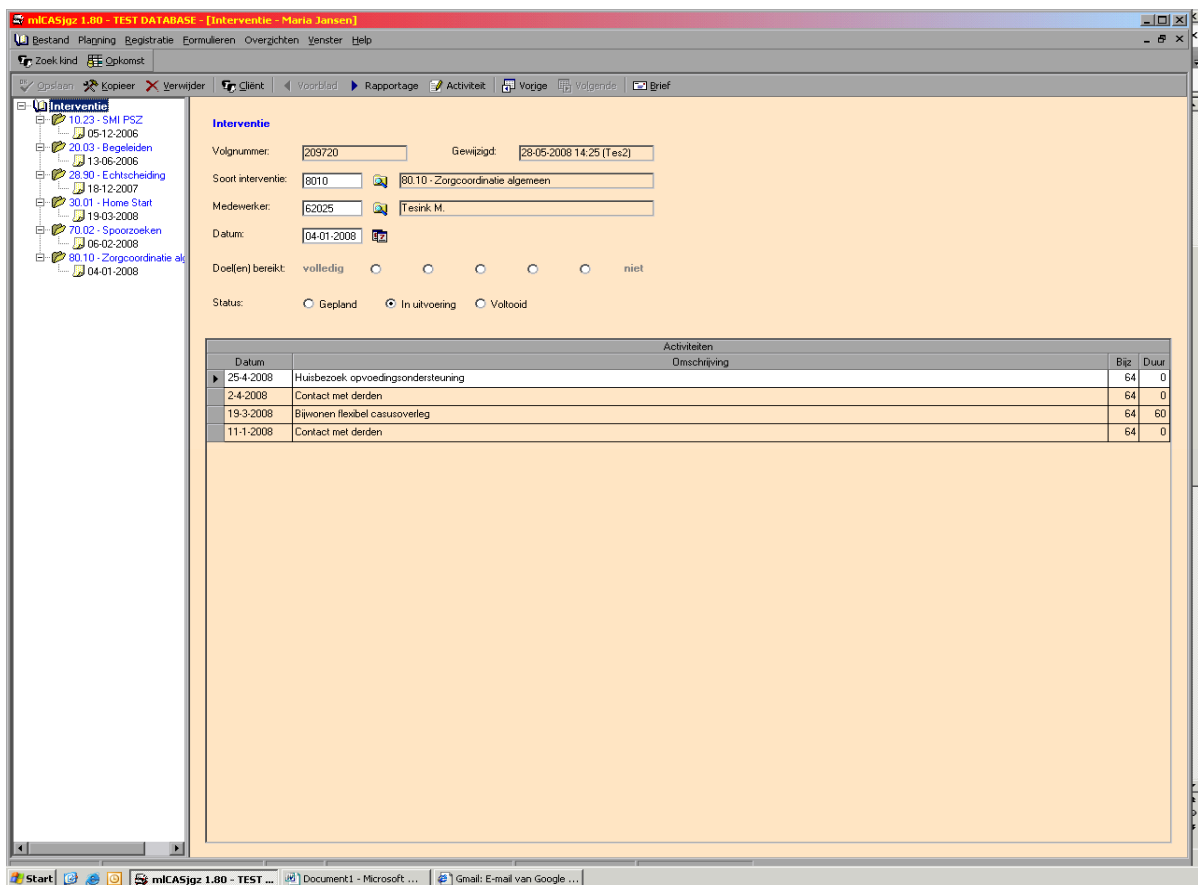 mlCASjgz 1.80 - TEST DATABASE - [Interventie - Maria Jansen]
Bestand Planning Registratie Formulieren Overzichten Venster Help
Zoek kind Opkomst
Opslaan Kopieer Verwijder Cliënt Voorblad Rapportage Activiteit Vorige Volgende Brief
Interventie
10.23 - SMI PSZ
05-12-2006
20.03 - Begeleiden
13-06-2006
28.90 - Echtscheiding
18-12-2007
30.01 - Home Start
19-03-2008
70.02 - Spoorzoeken
06-02-2008
80.10 - Zorgcoordinatie alg
04-01-2008
Interventie
Volgnummer: 209720 Gewijzigd: 28-05-2008 14:25 (Tes2)
Soort interventie: 8010 80.10 - Zorgcoordinatie algemeen
Medewerker: 62025 Tesink M.
Datum: 04-01-2008
Doel(en) bereikt: volledig niet
Status: Gepland In uitvoering Voltooid
Activiteiten
Datum Omschrijving Bijz Duur
25-4-2008 Huisbezoek opvoedingsondersteuning 64 0
2-4-2008 Contact met derden 64 0
19-3-2008 Bijwonen flexibel casusoverleg 64 60
11-1-2008 Contact met derden 64 0
Start mlCASjgz 1.80 - TEST ... Document1 - Microsoft ... Gmail: E-mail van Google ...